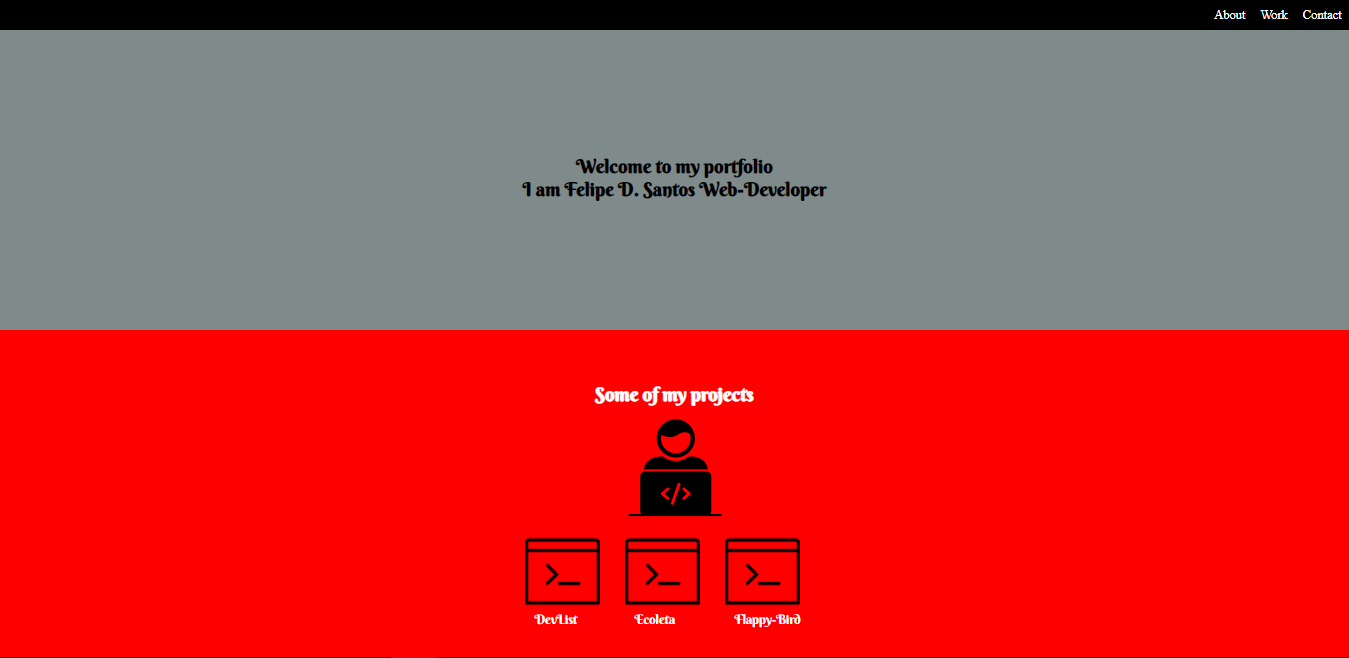 About Work Contact
Welcome to my portfolio
I am Felipe D. Santos Web-Developer
Some of my projects
</>
>_ >_ >_
DevList Ecoleta Flappy-Bird